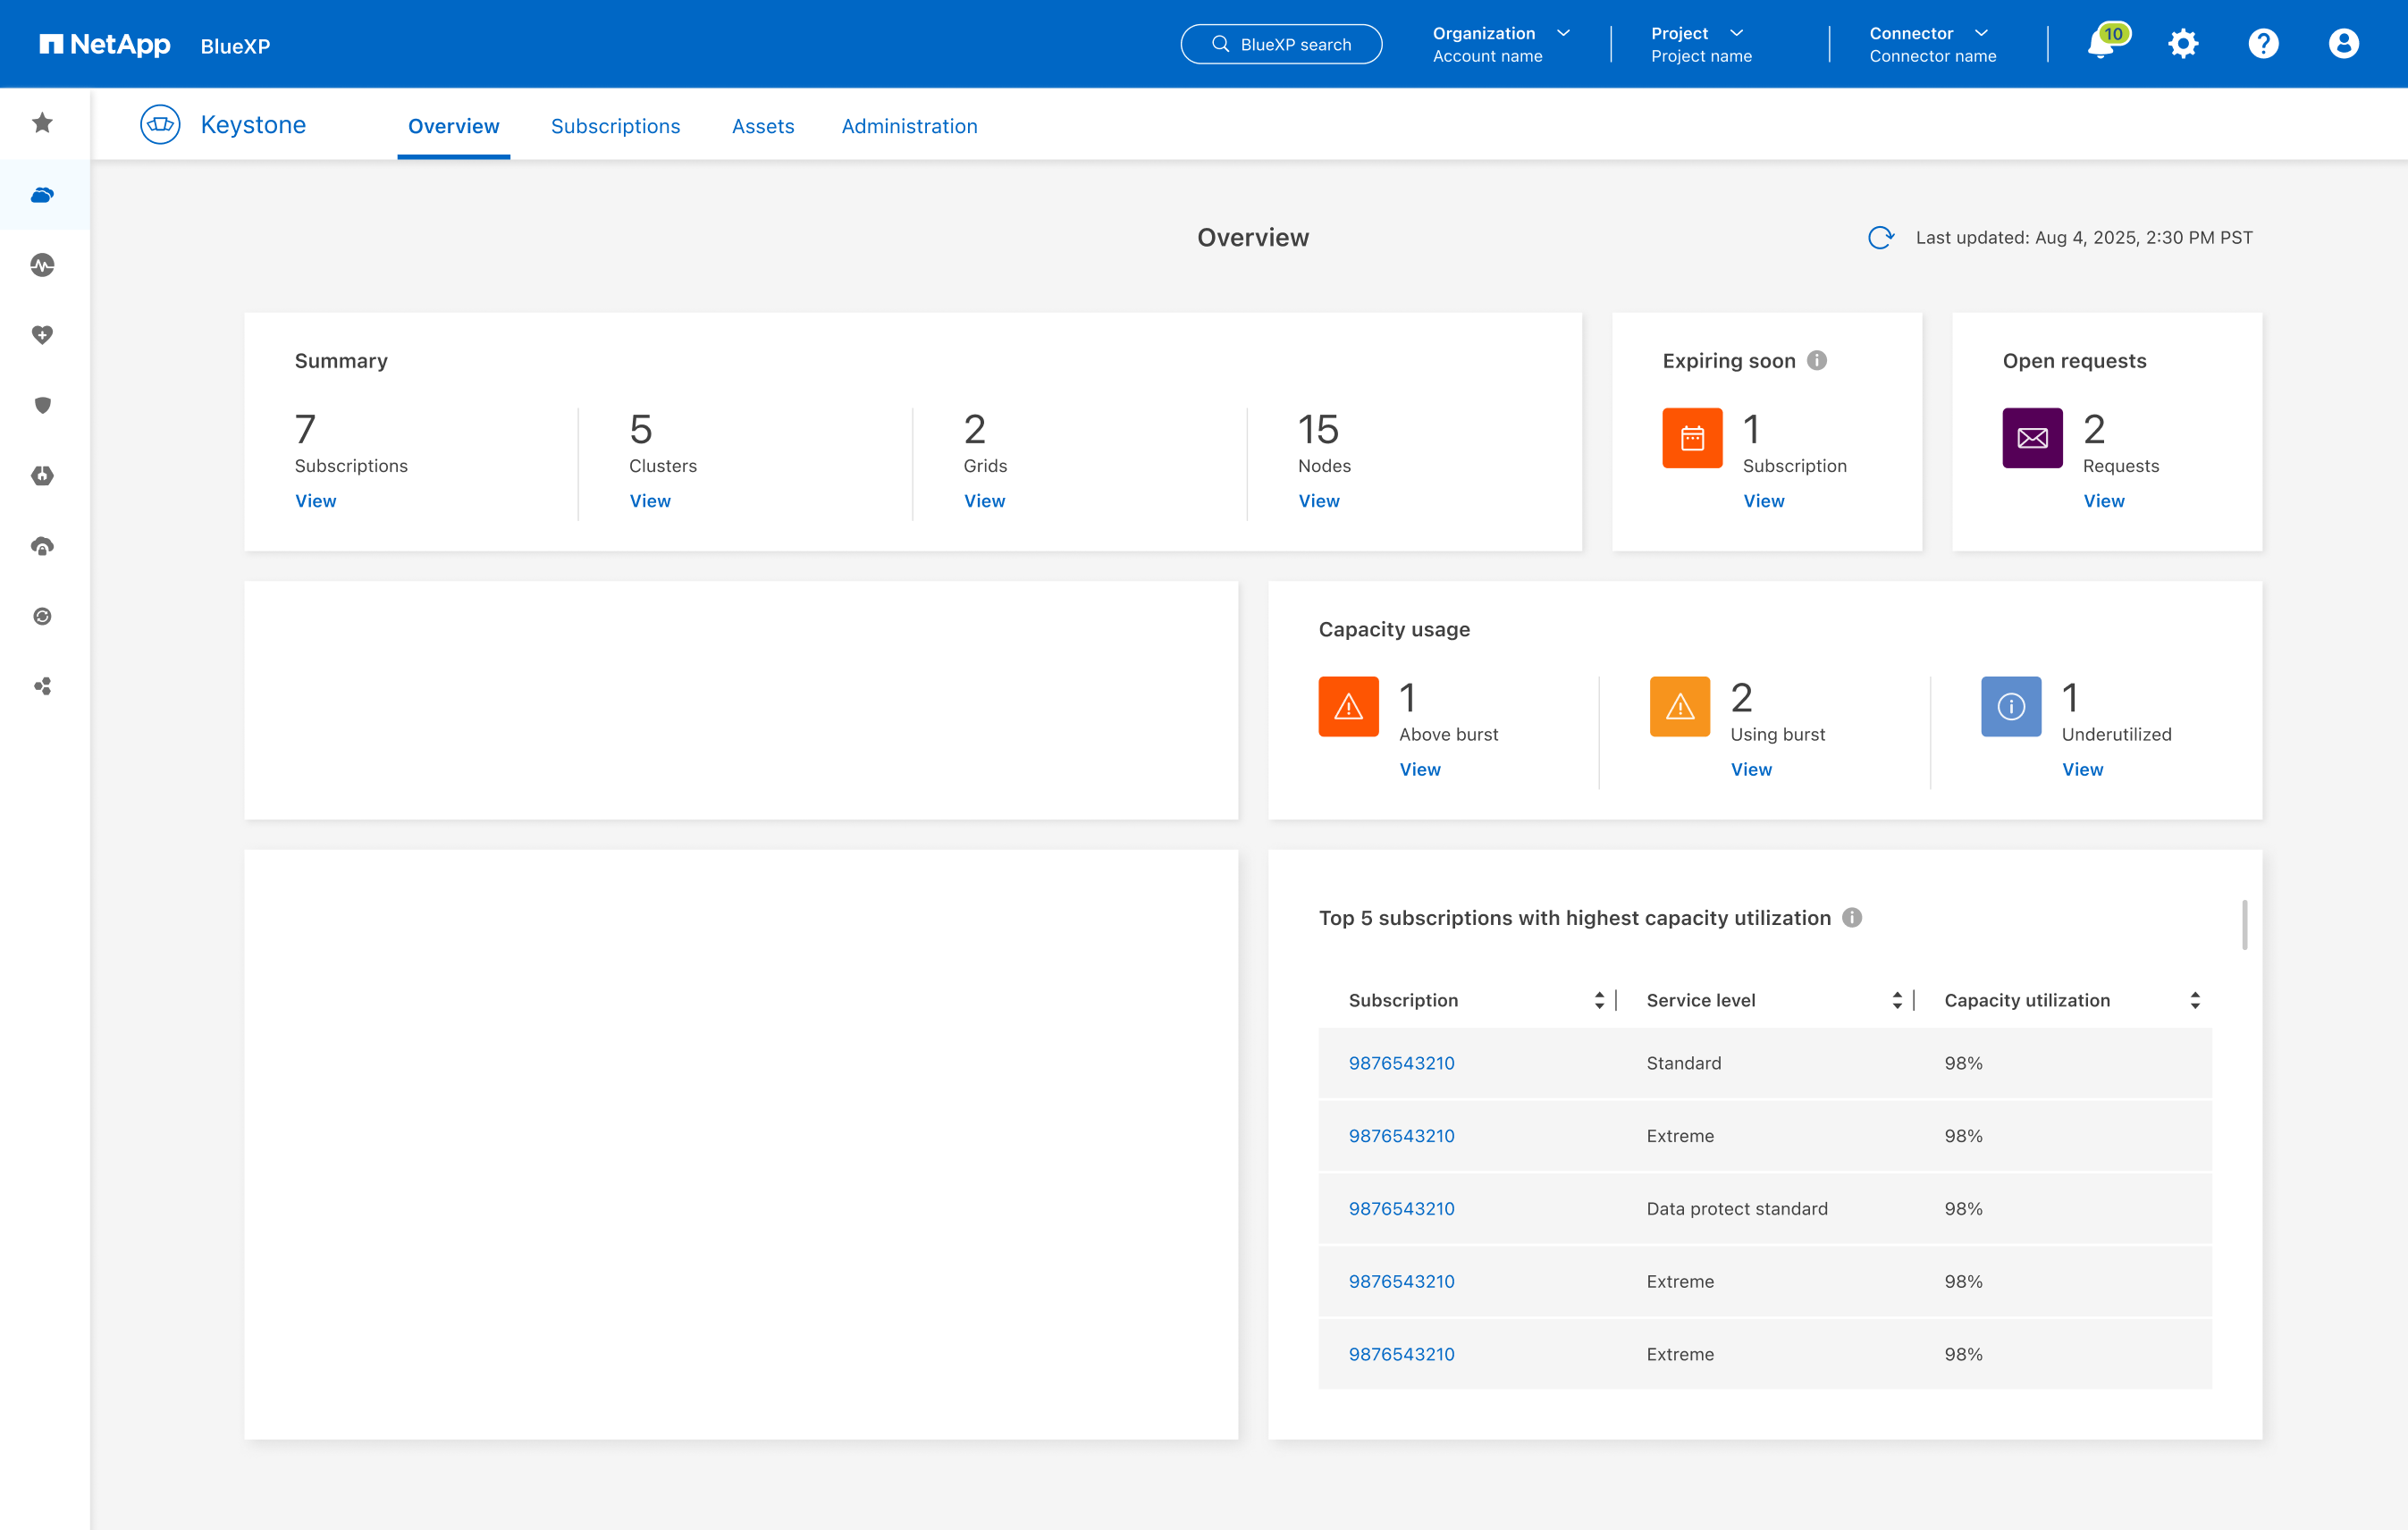 NetApp BlueXP
BlueXP search
Organization
Account name
Project
Project name
Connector
Connector name
10
Keystone
Overview
Subscriptions
Assets
Administration
Overview
Last updated: Aug 4, 2025, 2:30 PM PST
Summary
7
Subscriptions
View
5
Clusters
View
2
Grids
View
15
Nodes
View
Expiring soon
1
Subscription
View
Open requests
2
Requests
View
Capacity usage
1
Above burst
View
2
Using burst
View
1
Underutilized
View
Top 5 subscriptions with highest capacity utilization
Subscription Service level Capacity utilization
9876543210 Standard 98%
9876543210 Extreme 98%
9876543210 Data protect standard 98%
9876543210 Extreme 98%
9876543210 Extreme 98%